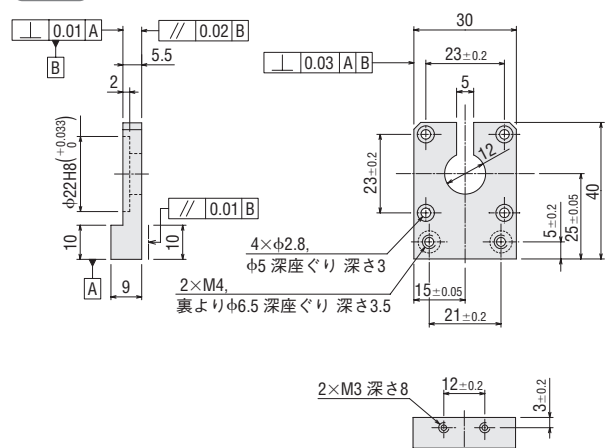 ⊥ 0.01 A
// 0.02 B
B
5.5
2
φ22H8(+0.033 0)
// 0.01 B
10
10
A
9
30
23±0.2
⊥ 0.03 A B
5
12
23±0.2
40
25±0.05
5±0.2
4×φ2.8,
φ5 深座ぐり 深さ3
2×M4,
裏よりφ6.5 深座ぐり 深さ3.5
15±0.05
21±0.2
2×M3 深さ8
12±0.2
3±0.2